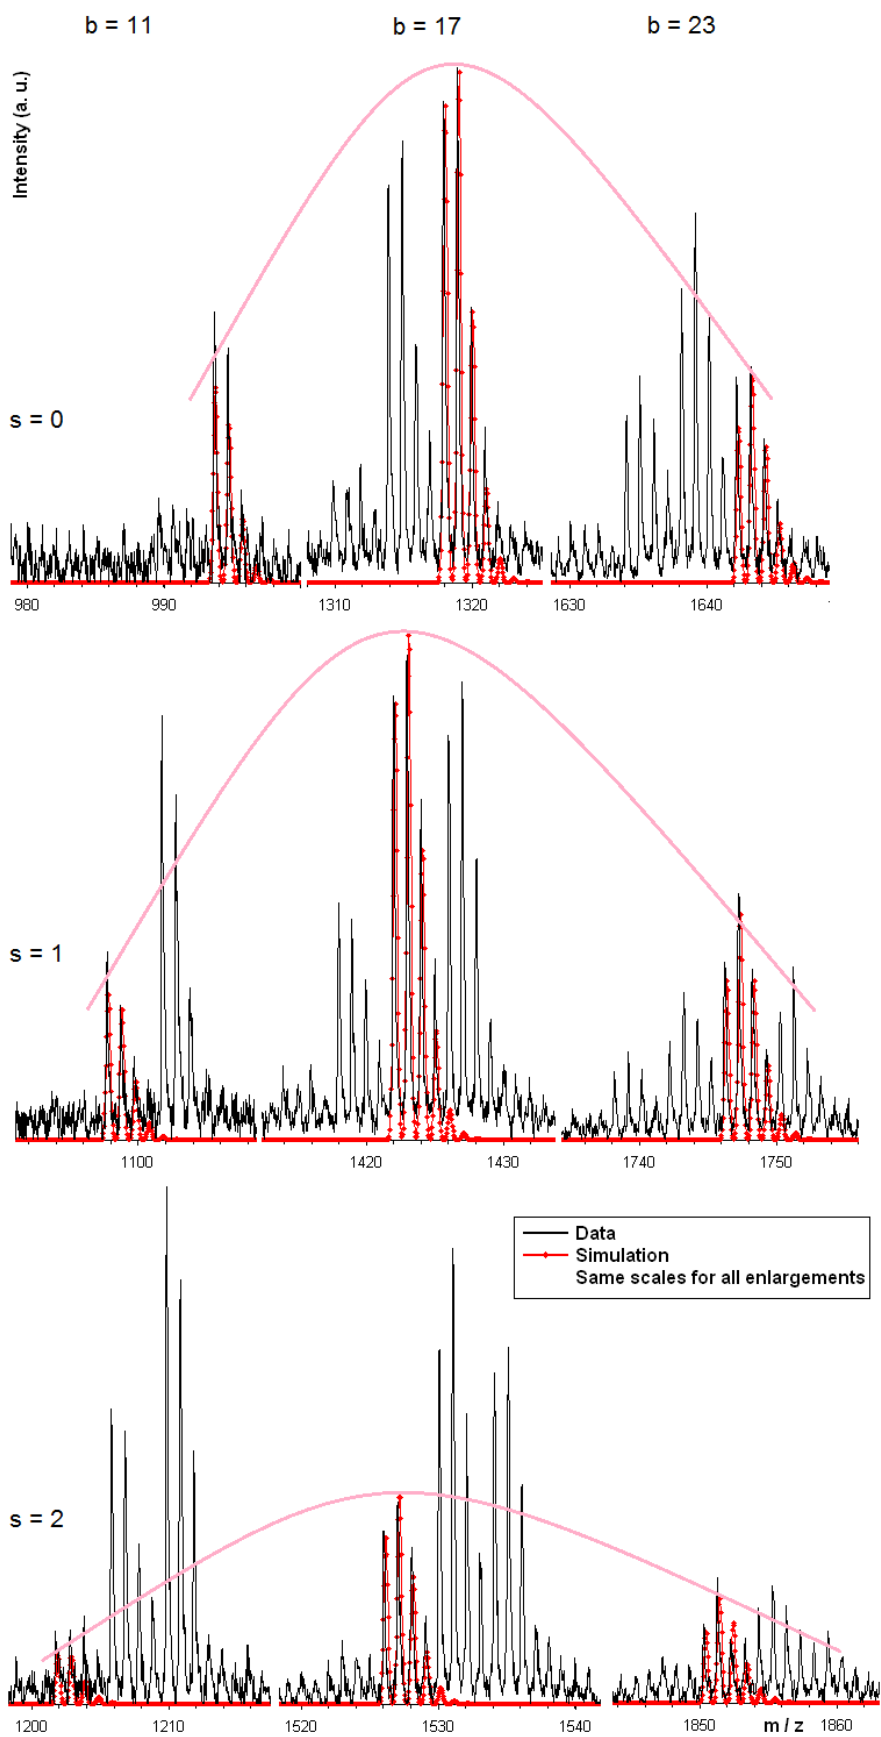 b = 11 b = 17 b = 23
Intensity (a. u.)
s = 0
980 990 1310 1320 1630 1640
s = 1
1100 1420 1430 1740 1750
Data
Simulation
Same scales for all enlargements
s = 2
1200 1210 1520 1530 1540 1850 m / z 1860